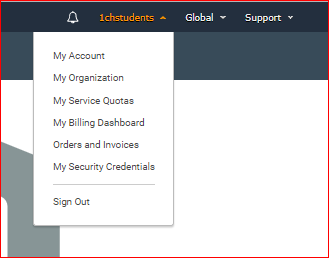 1chstudents Global Support
My Account
My Organization
My Service Quotas
My Billing Dashboard
Orders and Invoices
My Security Credentials
Sign Out